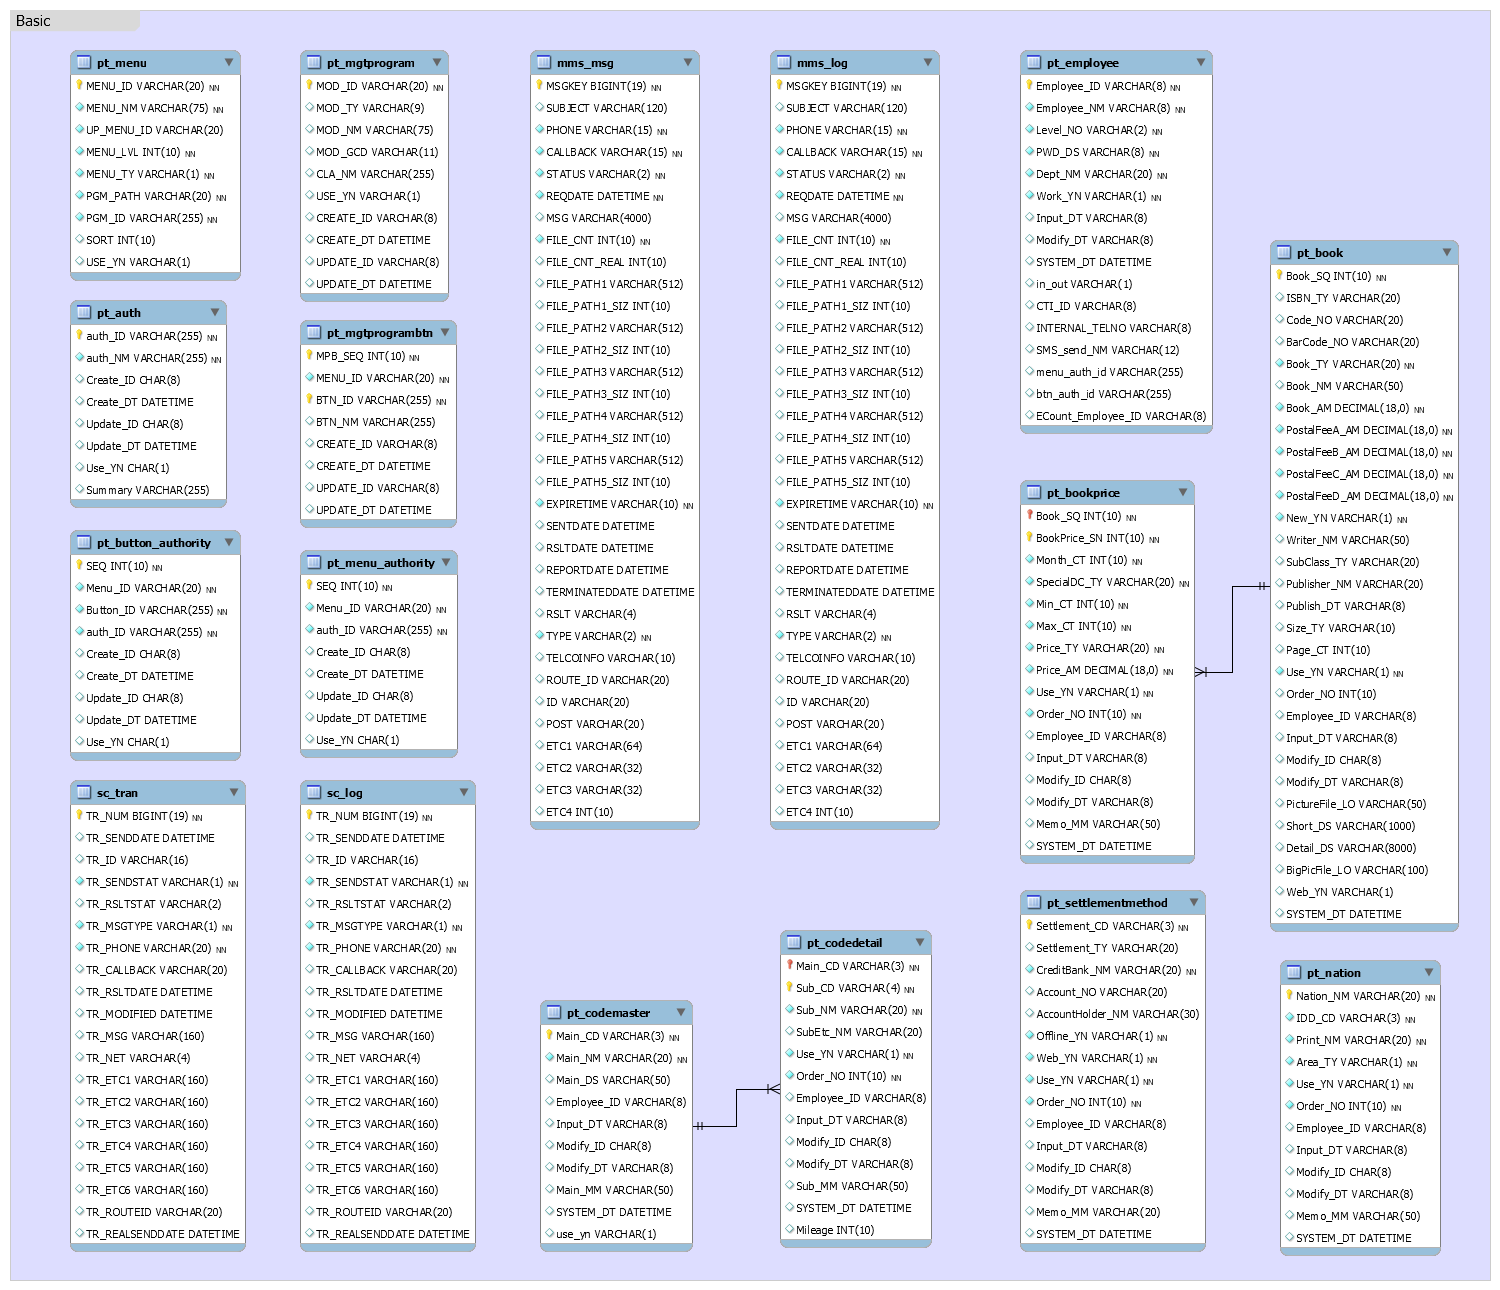 Basic
pt_menu
MENU_ID VARCHAR(20) NN
MENU_NM VARCHAR(75) NN
UP_MENU_ID VARCHAR(20)
MENU_LVL INT(10) NN
MENU_TY VARCHAR(1) NN
PGM_PATH VARCHAR(20) NN
PGM_ID VARCHAR(255) NN
SORT INT(10)
USE_YN VARCHAR(1)
pt_auth
auth_ID VARCHAR(255) NN
auth_NM VARCHAR(255) NN
Create_ID CHAR(8)
Create_DT DATETIME
Update_ID CHAR(8)
Update_DT DATETIME
Use_YN CHAR(1)
Summary VARCHAR(255)
pt_button_authority
SEQ INT(10) NN
Menu_ID VARCHAR(20) NN
Button_ID VARCHAR(255) NN
auth_ID VARCHAR(255) NN
Create_ID CHAR(8)
Create_DT DATETIME
Update_ID CHAR(8)
Update_DT DATETIME
Use_YN CHAR(1)
sc_tran
TR_NUM BIGINT(19) NN
TR_SENDDATE DATETIME
TR_ID VARCHAR(16)
TR_SENDSTAT VARCHAR(1) NN
TR_RSLTSTAT VARCHAR(2)
TR_MSGTYPE VARCHAR(1) NN
TR_PHONE VARCHAR(20) NN
TR_CALLBACK VARCHAR(20)
TR_RSLTDATE DATETIME
TR_MODIFIED DATETIME
TR_MSG VARCHAR(160)
TR_NET VARCHAR(4)
TR_ETC1 VARCHAR(160)
TR_ETC2 VARCHAR(160)
TR_ETC3 VARCHAR(160)
TR_ETC4 VARCHAR(160)
TR_ETC5 VARCHAR(160)
TR_ETC6 VARCHAR(160)
TR_ROUTEID VARCHAR(20)
TR_REALSENDDATE DATETIME
pt_mgtprogram
MOD_ID VARCHAR(20) NN
MOD_TY VARCHAR(9)
MOD_NM VARCHAR(75)
MOD_GCD VARCHAR(11)
CLA_NM VARCHAR(255)
USE_YN VARCHAR(1)
CREATE_ID VARCHAR(8)
CREATE_DT DATETIME
UPDATE_ID VARCHAR(8)
UPDATE_DT DATETIME
pt_mgtprogrambtn
MPB_SEQ INT(10) NN
MENU_ID VARCHAR(20) NN
BTN_ID VARCHAR(255) NN
BTN_NM VARCHAR(255)
CREATE_ID VARCHAR(8)
CREATE_DT DATETIME
UPDATE_ID VARCHAR(8)
UPDATE_DT DATETIME
pt_menu_authority
SEQ INT(10) NN
Menu_ID VARCHAR(20) NN
auth_ID VARCHAR(255) NN
Create_ID CHAR(8)
Create_DT DATETIME
Update_ID CHAR(8)
Update_DT DATETIME
Use_YN CHAR(1)
sc_log
TR_NUM BIGINT(19) NN
TR_SENDDATE DATETIME
TR_ID VARCHAR(16)
TR_SENDSTAT VARCHAR(1) NN
TR_RSLTSTAT VARCHAR(2)
TR_MSGTYPE VARCHAR(1) NN
TR_PHONE VARCHAR(20) NN
TR_CALLBACK VARCHAR(20)
TR_RSLTDATE DATETIME
TR_MODIFIED DATETIME
TR_MSG VARCHAR(160)
TR_NET VARCHAR(4)
TR_ETC1 VARCHAR(160)
TR_ETC2 VARCHAR(160)
TR_ETC3 VARCHAR(160)
TR_ETC4 VARCHAR(160)
TR_ETC5 VARCHAR(160)
TR_ETC6 VARCHAR(160)
TR_ROUTEID VARCHAR(20)
TR_REALSENDDATE DATETIME
mms_msg
MSGKEY BIGINT(19) NN
SUBJECT VARCHAR(120)
PHONE VARCHAR(15) NN
CALLBACK VARCHAR(15) NN
STATUS VARCHAR(2) NN
REQDATE DATETIME NN
MSG VARCHAR(4000)
FILE_CNT INT(10) NN
FILE_CNT_REAL INT(10)
FILE_PATH1 VARCHAR(512)
FILE_PATH1_SIZ INT(10)
FILE_PATH2 VARCHAR(512)
FILE_PATH2_SIZ INT(10)
FILE_PATH3 VARCHAR(512)
FILE_PATH3_SIZ INT(10)
FILE_PATH4 VARCHAR(512)
FILE_PATH4_SIZ INT(10)
FILE_PATH5 VARCHAR(512)
FILE_PATH5_SIZ INT(10)
EXPIRETIME VARCHAR(10) NN
SENTDATE DATETIME
RSLTDATE DATETIME
REPORTDATE DATETIME
TERMINATEDDATE DATETIME
RSLT VARCHAR(4)
TYPE VARCHAR(2) NN
TELCOINFO VARCHAR(10)
ROUTE_ID VARCHAR(20)
ID VARCHAR(20)
POST VARCHAR(20)
ETC1 VARCHAR(64)
ETC2 VARCHAR(32)
ETC3 VARCHAR(32)
ETC4 INT(10)
mms_log
MSGKEY BIGINT(19) NN
SUBJECT VARCHAR(120)
PHONE VARCHAR(15) NN
CALLBACK VARCHAR(15) NN
STATUS VARCHAR(2) NN
REQDATE DATETIME NN
MSG VARCHAR(4000)
FILE_CNT INT(10) NN
FILE_CNT_REAL INT(10)
FILE_PATH1 VARCHAR(512)
FILE_PATH1_SIZ INT(10)
FILE_PATH2 VARCHAR(512)
FILE_PATH2_SIZ INT(10)
FILE_PATH3 VARCHAR(512)
FILE_PATH3_SIZ INT(10)
FILE_PATH4 VARCHAR(512)
FILE_PATH4_SIZ INT(10)
FILE_PATH5 VARCHAR(512)
FILE_PATH5_SIZ INT(10)
EXPIRETIME VARCHAR(10) NN
SENTDATE DATETIME
RSLTDATE DATETIME
REPORTDATE DATETIME
TERMINATEDDATE DATETIME
RSLT VARCHAR(4)
TYPE VARCHAR(2) NN
TELCOINFO VARCHAR(10)
ROUTE_ID VARCHAR(20)
ID VARCHAR(20)
POST VARCHAR(20)
ETC1 VARCHAR(64)
ETC2 VARCHAR(32)
ETC3 VARCHAR(32)
ETC4 INT(10)
pt_codemaster
Main_CD VARCHAR(3) NN
Main_NM VARCHAR(20) NN
Main_DS VARCHAR(50)
Employee_ID VARCHAR(8)
Input_DT VARCHAR(8)
Modify_ID CHAR(8)
Modify_DT VARCHAR(8)
Main_MM VARCHAR(50)
SYSTEM_DT DATETIME
use_yn VARCHAR(1)
pt_codedetail
Main_CD VARCHAR(3) NN
Sub_CD VARCHAR(4) NN
Sub_NM VARCHAR(20) NN
SubEtc_NM VARCHAR(20)
Use_YN VARCHAR(1) NN
Order_NO INT(10) NN
Employee_ID VARCHAR(8)
Input_DT VARCHAR(8)
Modify_ID CHAR(8)
Modify_DT VARCHAR(8)
Sub_MM VARCHAR(50)
SYSTEM_DT DATETIME
Mileage INT(10)
pt_employee
Employee_ID VARCHAR(8) NN
Employee_NM VARCHAR(8) NN
Level_NO VARCHAR(2) NN
PWD_DS VARCHAR(8) NN
Dept_NM VARCHAR(20) NN
Work_YN VARCHAR(1) NN
Input_DT VARCHAR(8)
Modify_DT VARCHAR(8)
SYSTEM_DT DATETIME
in_out VARCHAR(1)
CTI_ID VARCHAR(8)
INTERNAL_TELNO VARCHAR(8)
SMS_send_NM VARCHAR(12)
menu_auth_id VARCHAR(255)
btn_auth_id VARCHAR(255)
ECount_Employee_ID VARCHAR(8)
pt_bookprice
Book_SQ INT(10) NN
BookPrice_SN INT(10) NN
Month_CT INT(10) NN
SpecialDC_TY VARCHAR(20) NN
Min_CT INT(10) NN
Max_CT INT(10) NN
Price_TY VARCHAR(20) NN
Price_AM DECIMAL(18,0) NN
Use_YN VARCHAR(1) NN
Order_NO INT(10) NN
Employee_ID VARCHAR(8)
Input_DT VARCHAR(8)
Modify_ID CHAR(8)
Modify_DT VARCHAR(8)
Memo_MM VARCHAR(50)
SYSTEM_DT DATETIME
pt_settlementmethod
Settlement_CD VARCHAR(3) NN
Settlement_TY VARCHAR(20)
CreditBank_NM VARCHAR(20) NN
Account_NO VARCHAR(20)
AccountHolder_NM VARCHAR(30)
Offline_YN VARCHAR(1) NN
Web_YN VARCHAR(1) NN
Use_YN VARCHAR(1) NN
Order_NO INT(10) NN
Employee_ID VARCHAR(8)
Input_DT VARCHAR(8)
Modify_ID CHAR(8)
Modify_DT VARCHAR(8)
Memo_MM VARCHAR(20)
SYSTEM_DT DATETIME
pt_book
Book_SQ INT(10) NN
ISBN_TY VARCHAR(20)
Code_NO VARCHAR(20)
BarCode_NO VARCHAR(20)
Book_TY VARCHAR(20) NN
Book_NM VARCHAR(50)
Book_AM DECIMAL(18,0) NN
PostalFeeA_AM DECIMAL(18,0) NN
PostalFeeB_AM DECIMAL(18,0) NN
PostalFeeC_AM DECIMAL(18,0) NN
PostalFeeD_AM DECIMAL(18,0) NN
New_YN VARCHAR(1) NN
Writer_NM VARCHAR(50)
SubClass_TY VARCHAR(20)
Publisher_NM VARCHAR(20)
Publish_DT VARCHAR(8)
Size_TY VARCHAR(10)
Page_CT INT(10)
Use_YN VARCHAR(1) NN
Order_NO INT(10)
Employee_ID VARCHAR(8)
Input_DT VARCHAR(8)
Modify_ID CHAR(8)
Modify_DT VARCHAR(8)
PictureFile_LO VARCHAR(50)
Short_DS VARCHAR(1000)
Detail_DS VARCHAR(8000)
BigPicFile_LO VARCHAR(100)
Web_YN VARCHAR(1)
SYSTEM_DT DATETIME
pt_nation
Nation_NM VARCHAR(20) NN
IDD_CD VARCHAR(3) NN
Print_NM VARCHAR(20) NN
Area_TY VARCHAR(1) NN
Use_YN VARCHAR(1) NN
Order_NO INT(10) NN
Employee_ID VARCHAR(8)
Input_DT VARCHAR(8)
Modify_ID CHAR(8)
Modify_DT VARCHAR(8)
Memo_MM VARCHAR(50)
SYSTEM_DT DATETIME